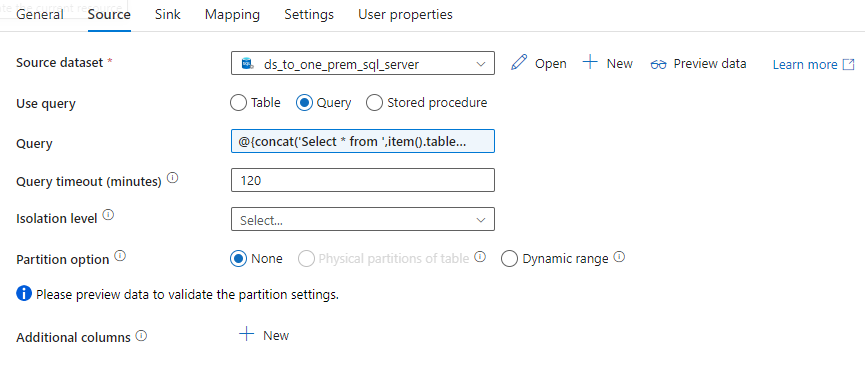 General Source Sink Mapping Settings User properties
Source dataset * SQL ds_to_one_prem_sql_server Open New Preview data Learn more
Use query Table Query Stored procedure
Query @{concat('Select * from ',item().table...
Query timeout (minutes) 120
Isolation level Select...
Partition option None Physical partitions of table Dynamic range
Please preview data to validate the partition settings.
Additional columns New